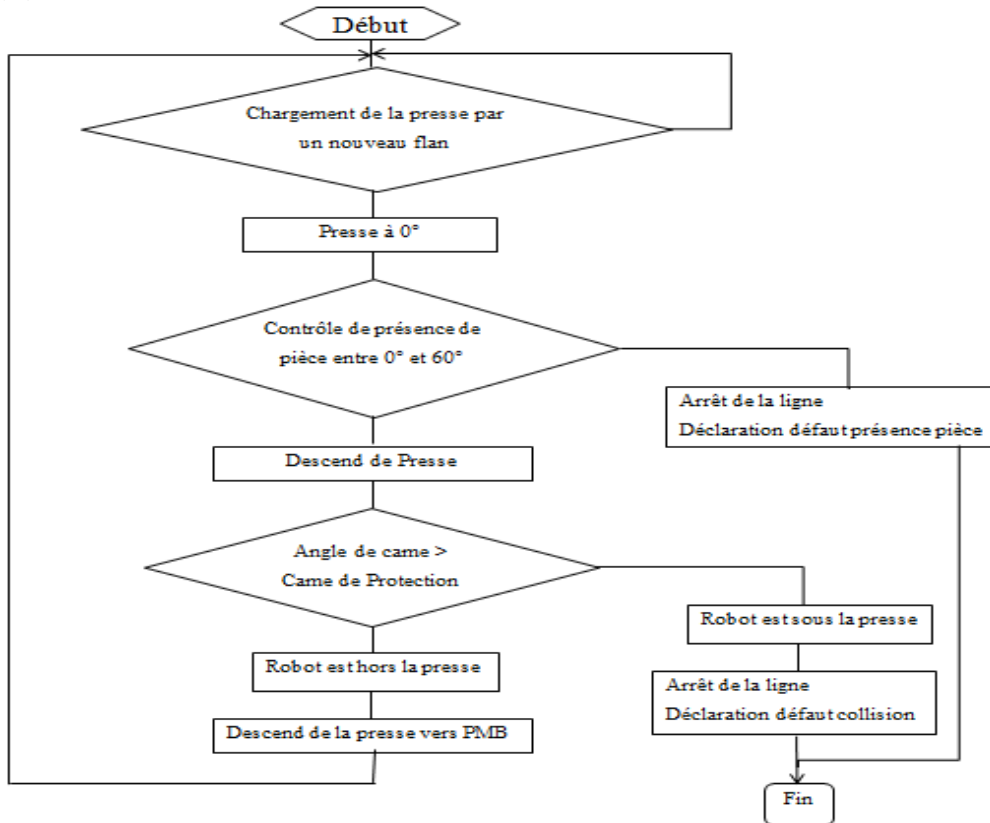 Début
Chargement de la presse par
un nouveau flan
Presse à 0°
Contrôle de présence de
pièce entre 0° et 60°
Arrêt de la ligne
Déclaration défaut présence pièce
Descend de Presse
Angle de came >
Came de Protection
Robot est sous la presse
Robot est hors la presse
Arrêt de la ligne
Déclaration défaut collision
Descend de la presse vers PMB
Fin